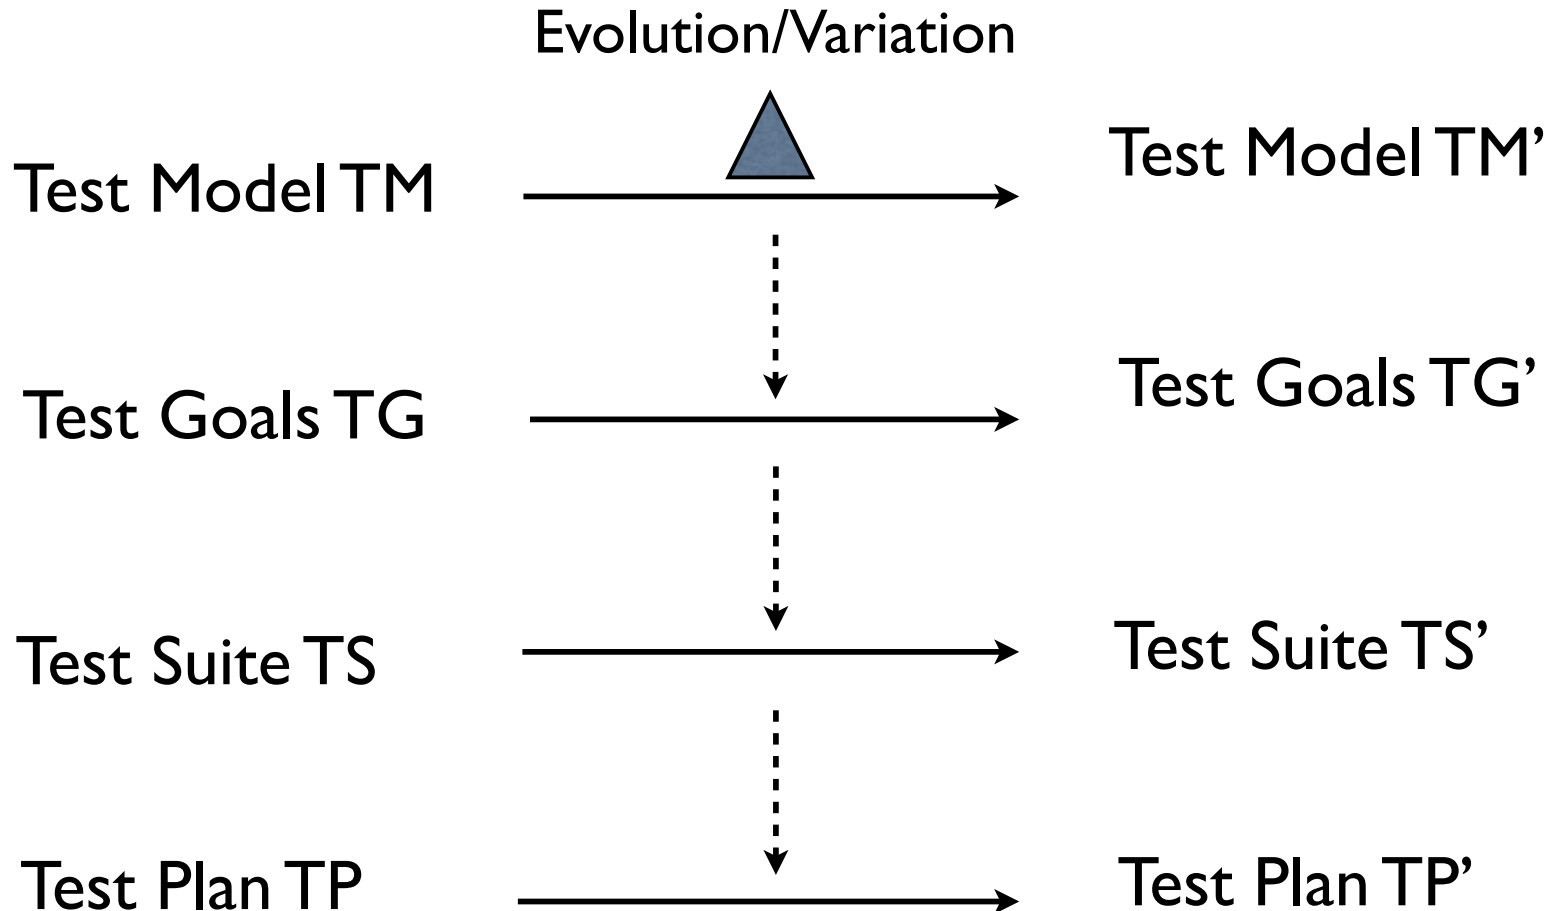 Evolution/Variation
Test Model TM
Test Model TM’
Test Goals TG
Test Goals TG’
Test Suite TS
Test Suite TS’
Test Plan TP
Test Plan TP’